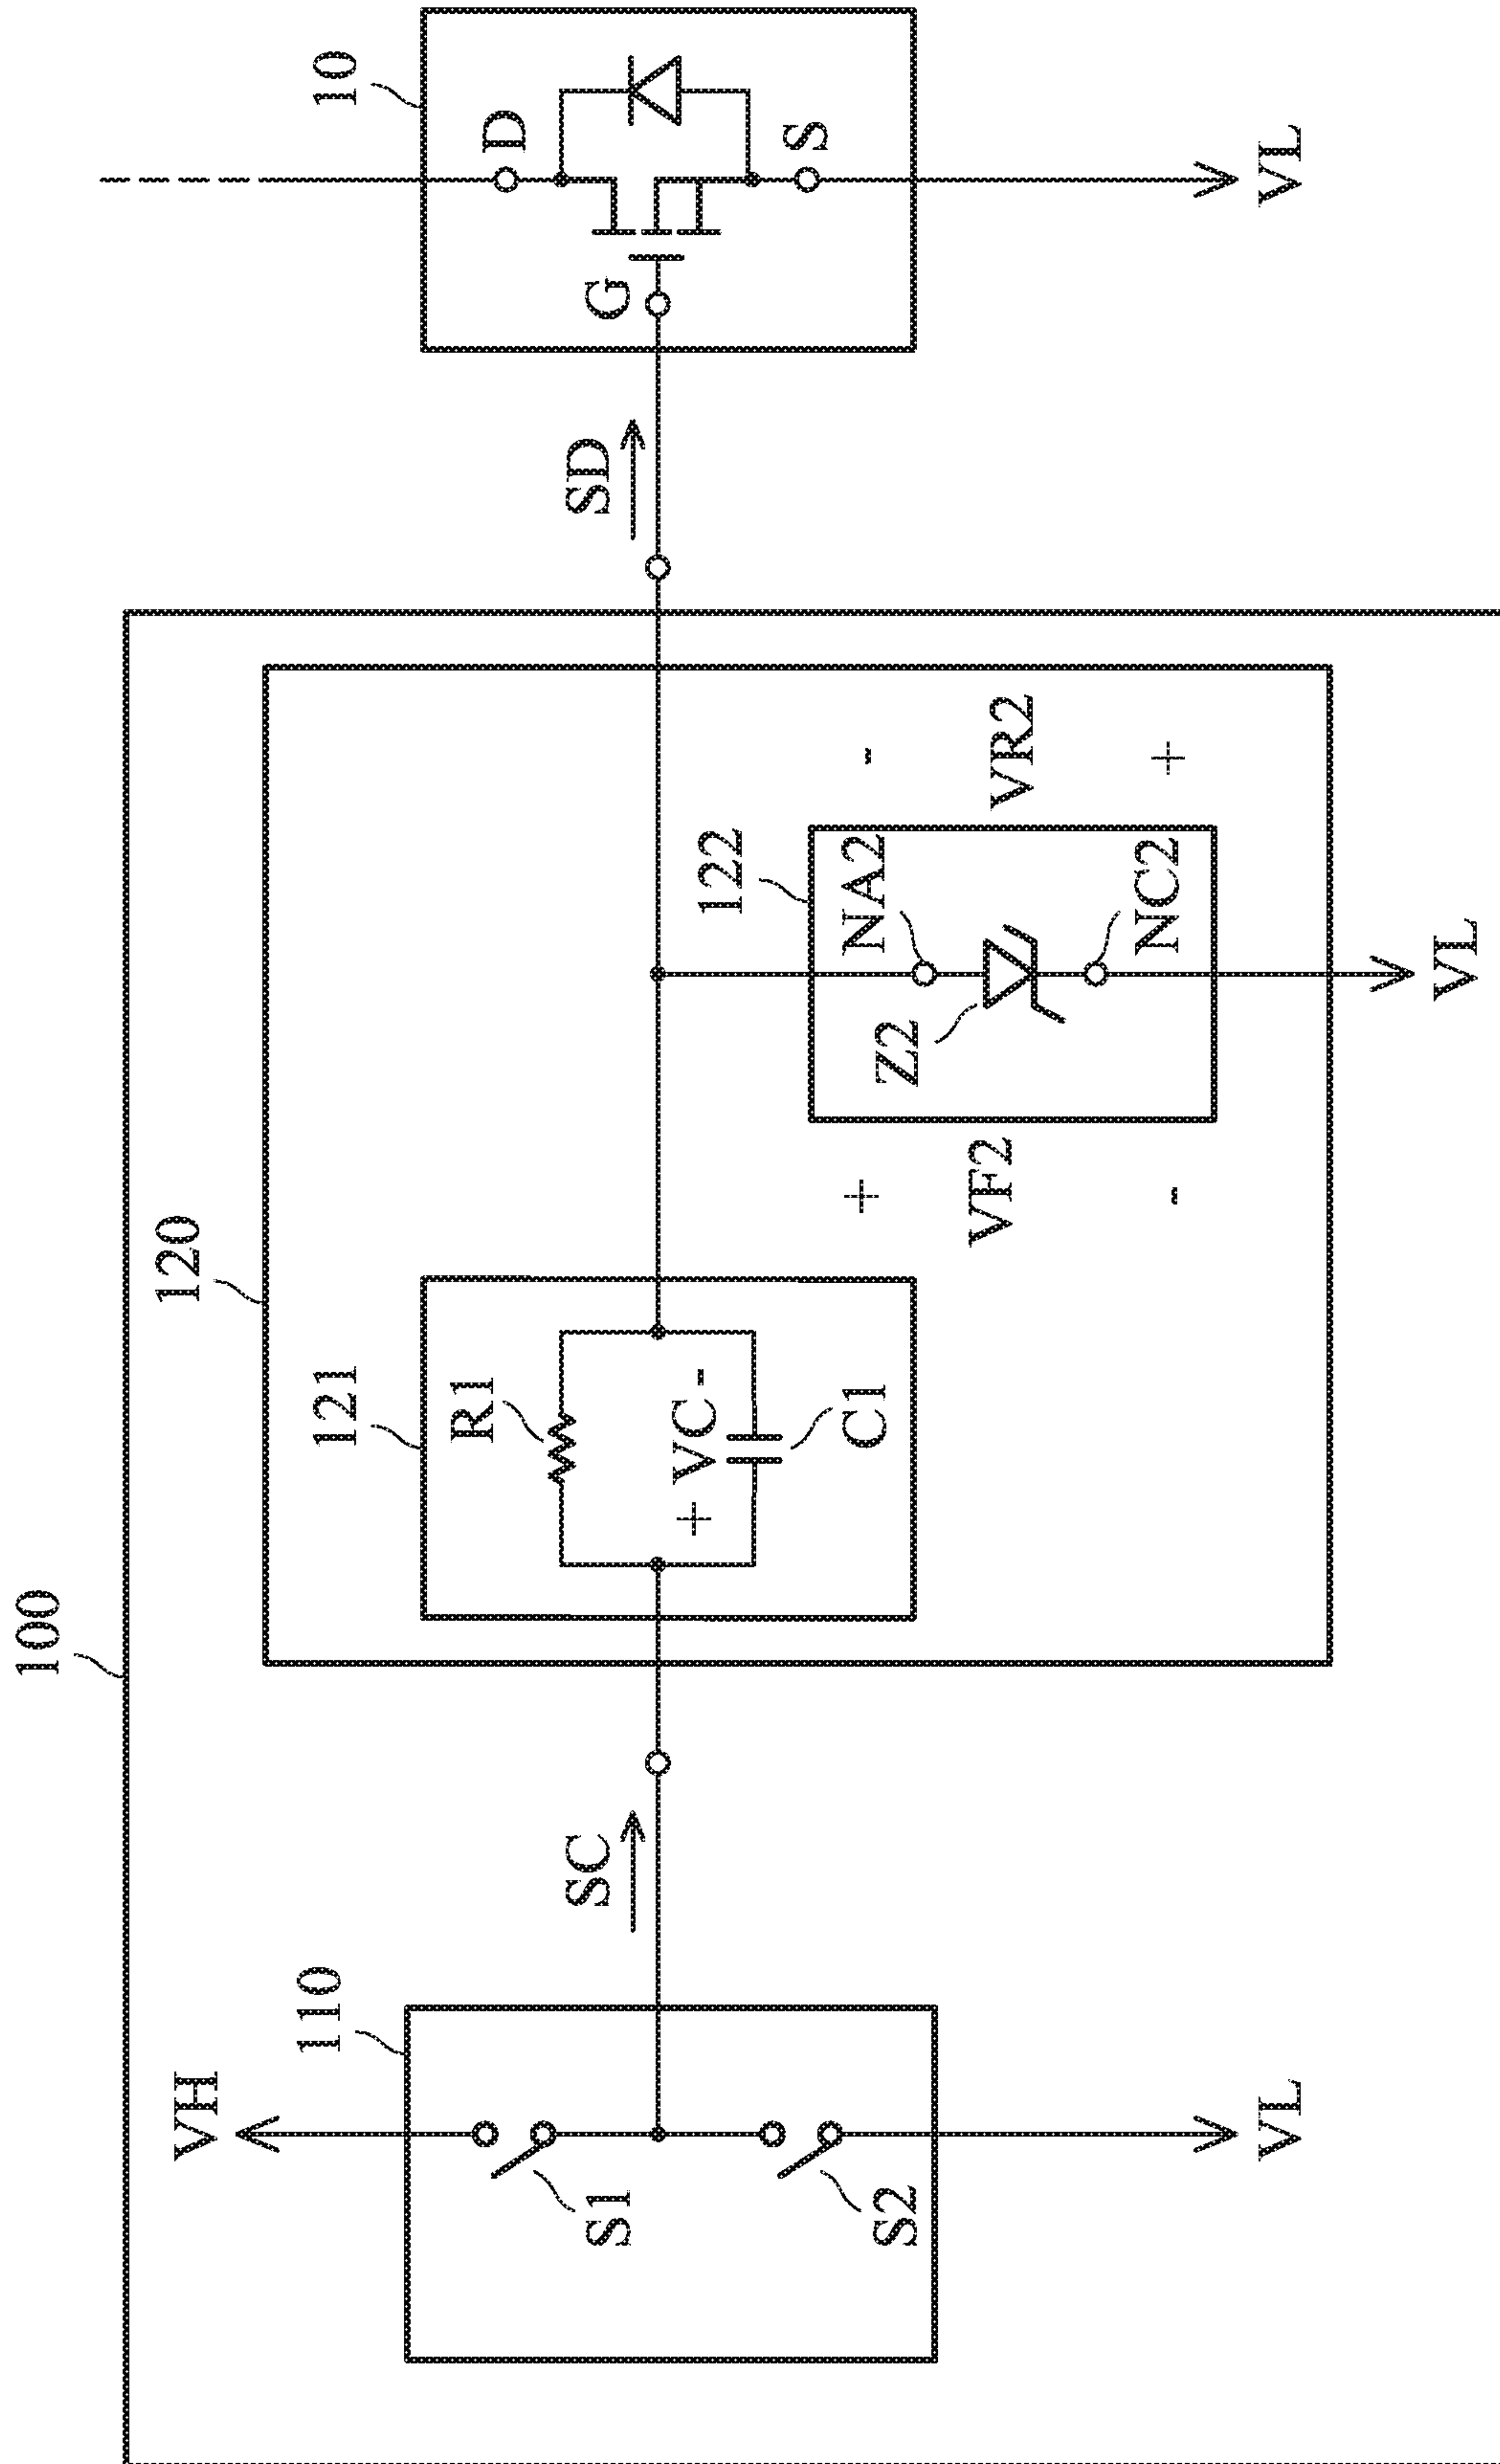 100
120
110
VH
S1
S2
VL
SC
121
R1
+ VC -
C1
122
NA2
Z2
NC2
+
VF2
-
-
VR2
+
VL
SD
10
D
G
S
VL